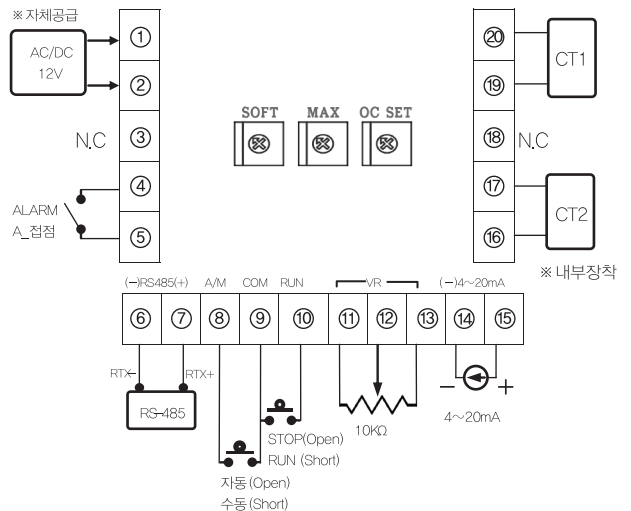 ※ 자체공급
AC/DC
12V
①
②
N.C ③
④
⑤
ALARM
A_접점
SOFT MAX OC SET
⑳
⑲
⑱ N.C
⑰
⑯
CT1
CT2
※ 내부장착
(−)RS485(+) A/M COM RUN VR (−)4~20mA
⑥ ⑦ ⑧ ⑨ ⑩ ⑪ ⑫ ⑬ ⑭ ⑮
RTX- RTX+
RS-485
− +
10KΩ
4~20mA
STOP(Open)
RUN (Short)
자동(Open)
수동(Short)